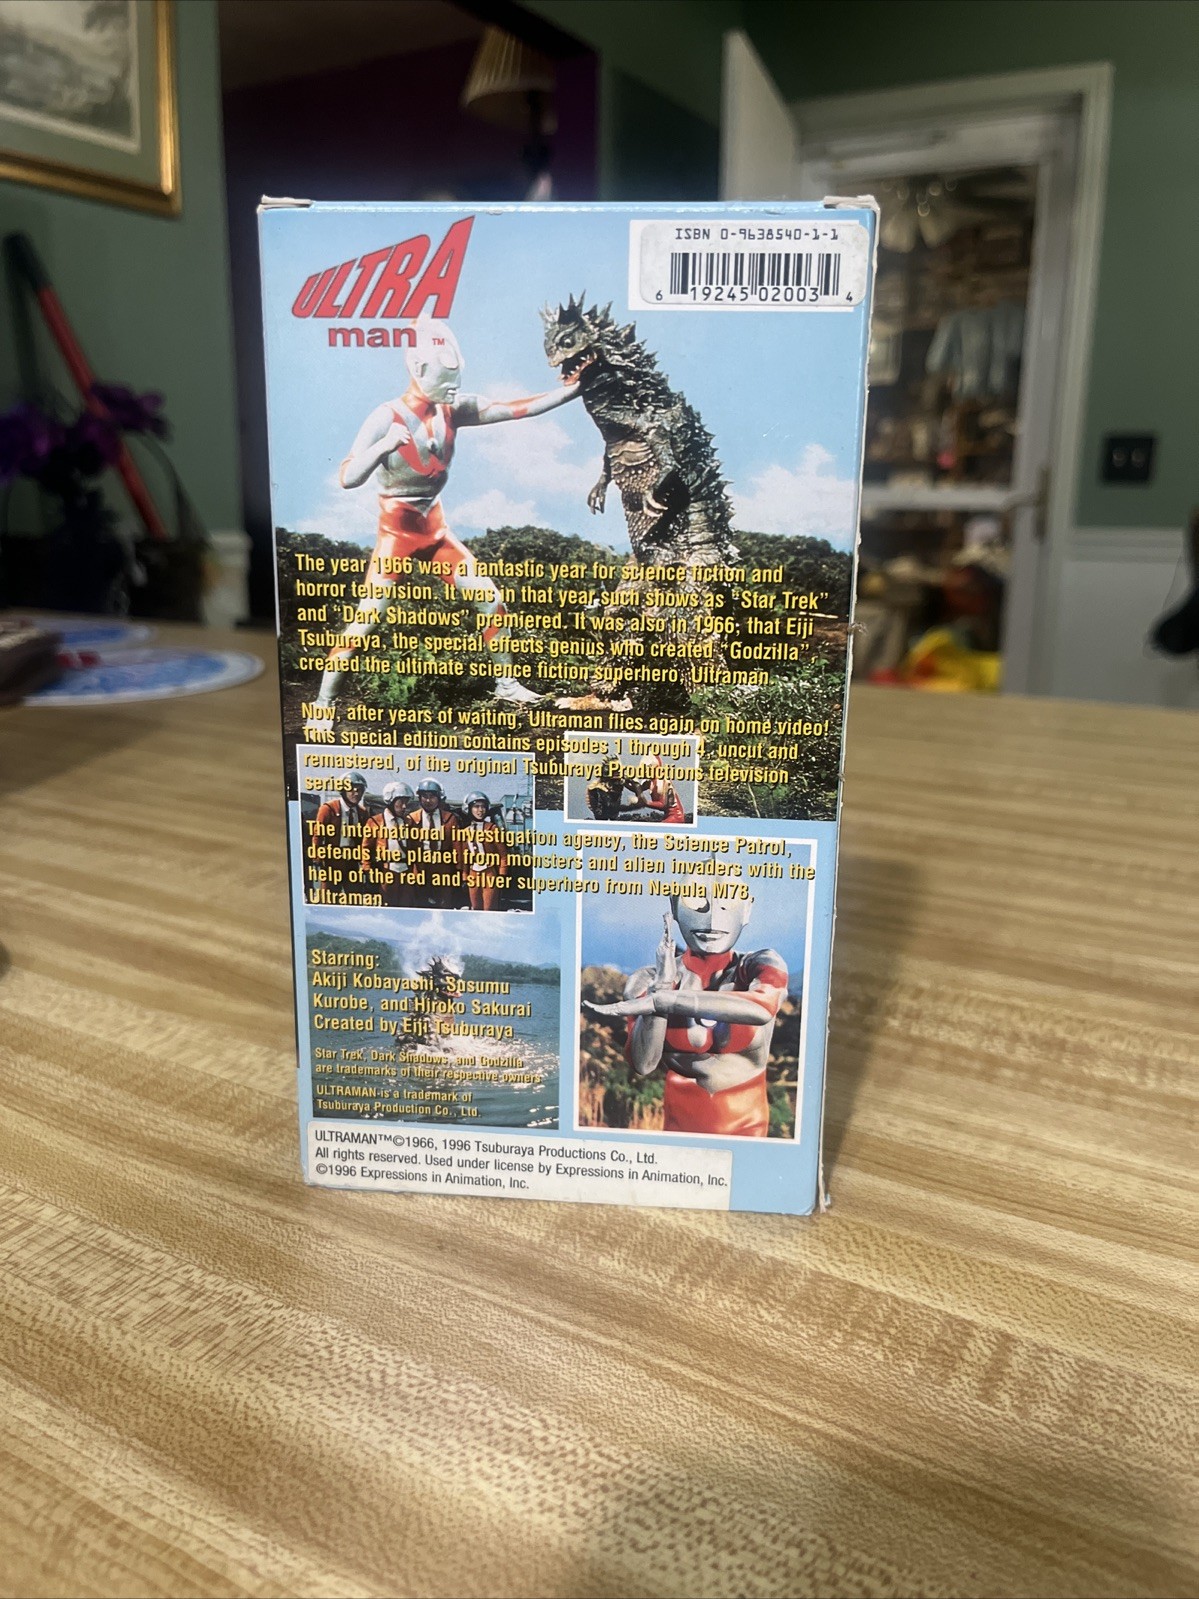 ULTRA
man ™
ISBN 0-9638540-1-1
6 19245 02003 4
The year 1966 was a fantastic year for science fiction and
horror television. It was in that year such shows as "Star Trek"
and "Dark Shadows" premiered. It was also in 1966, that Eiji
Tsuburaya, the special effects genius who created "Godzilla"
created the ultimate science fiction superhero, Ultraman.
Now, after years of waiting, Ultraman flies again on home video!
This special edition contains episodes 1 through 4, uncut and
remastered, of the original Tsuburaya Productions television
series.
The international investigation agency, the Science Patrol,
defends the planet from monsters and alien invaders with the
help of the red and silver superhero from Nebula M78,
Ultraman.
Starring:
Akiji Kobayashi, Susumu
Kurobe, and Hiroko Sakurai
Created by Eiji Tsuburaya
Star Trek, Dark Shadows, and Godzilla
are trademarks of their respective owners
ULTRAMAN is a trademark of
Tsuburaya Production Co., Ltd.
ULTRAMAN™©1966, 1996 Tsuburaya Productions Co., Ltd.
All rights reserved. Used under license by Expressions in Animation, Inc.
©1996 Expressions in Animation, Inc.